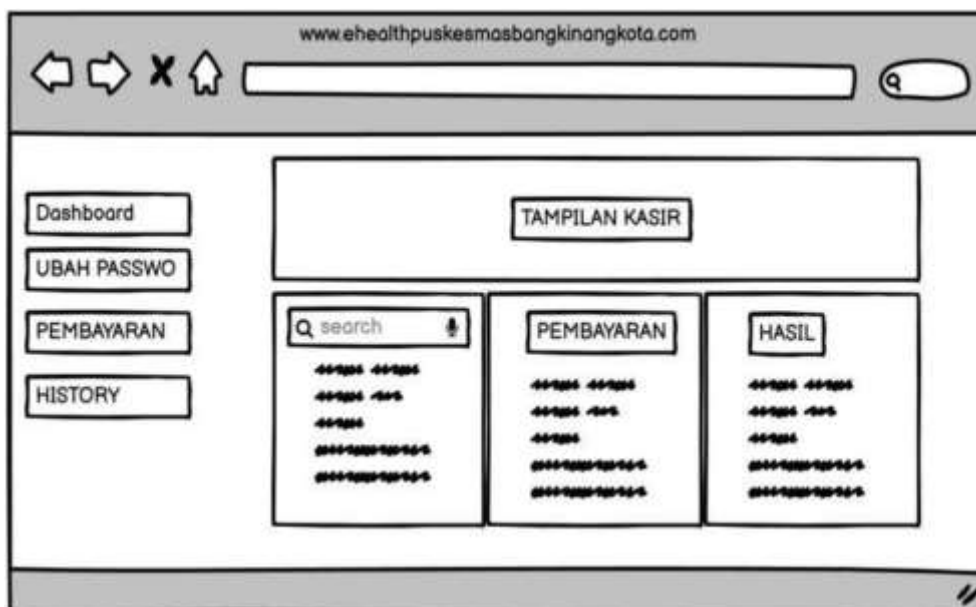 www.ehealthpuskesmasbangkinangkota.com
Dashboard
UBAH PASSWO
PEMBAYARAN
HISTORY
TAMPILAN KASIR
search
PEMBAYARAN
HASIL